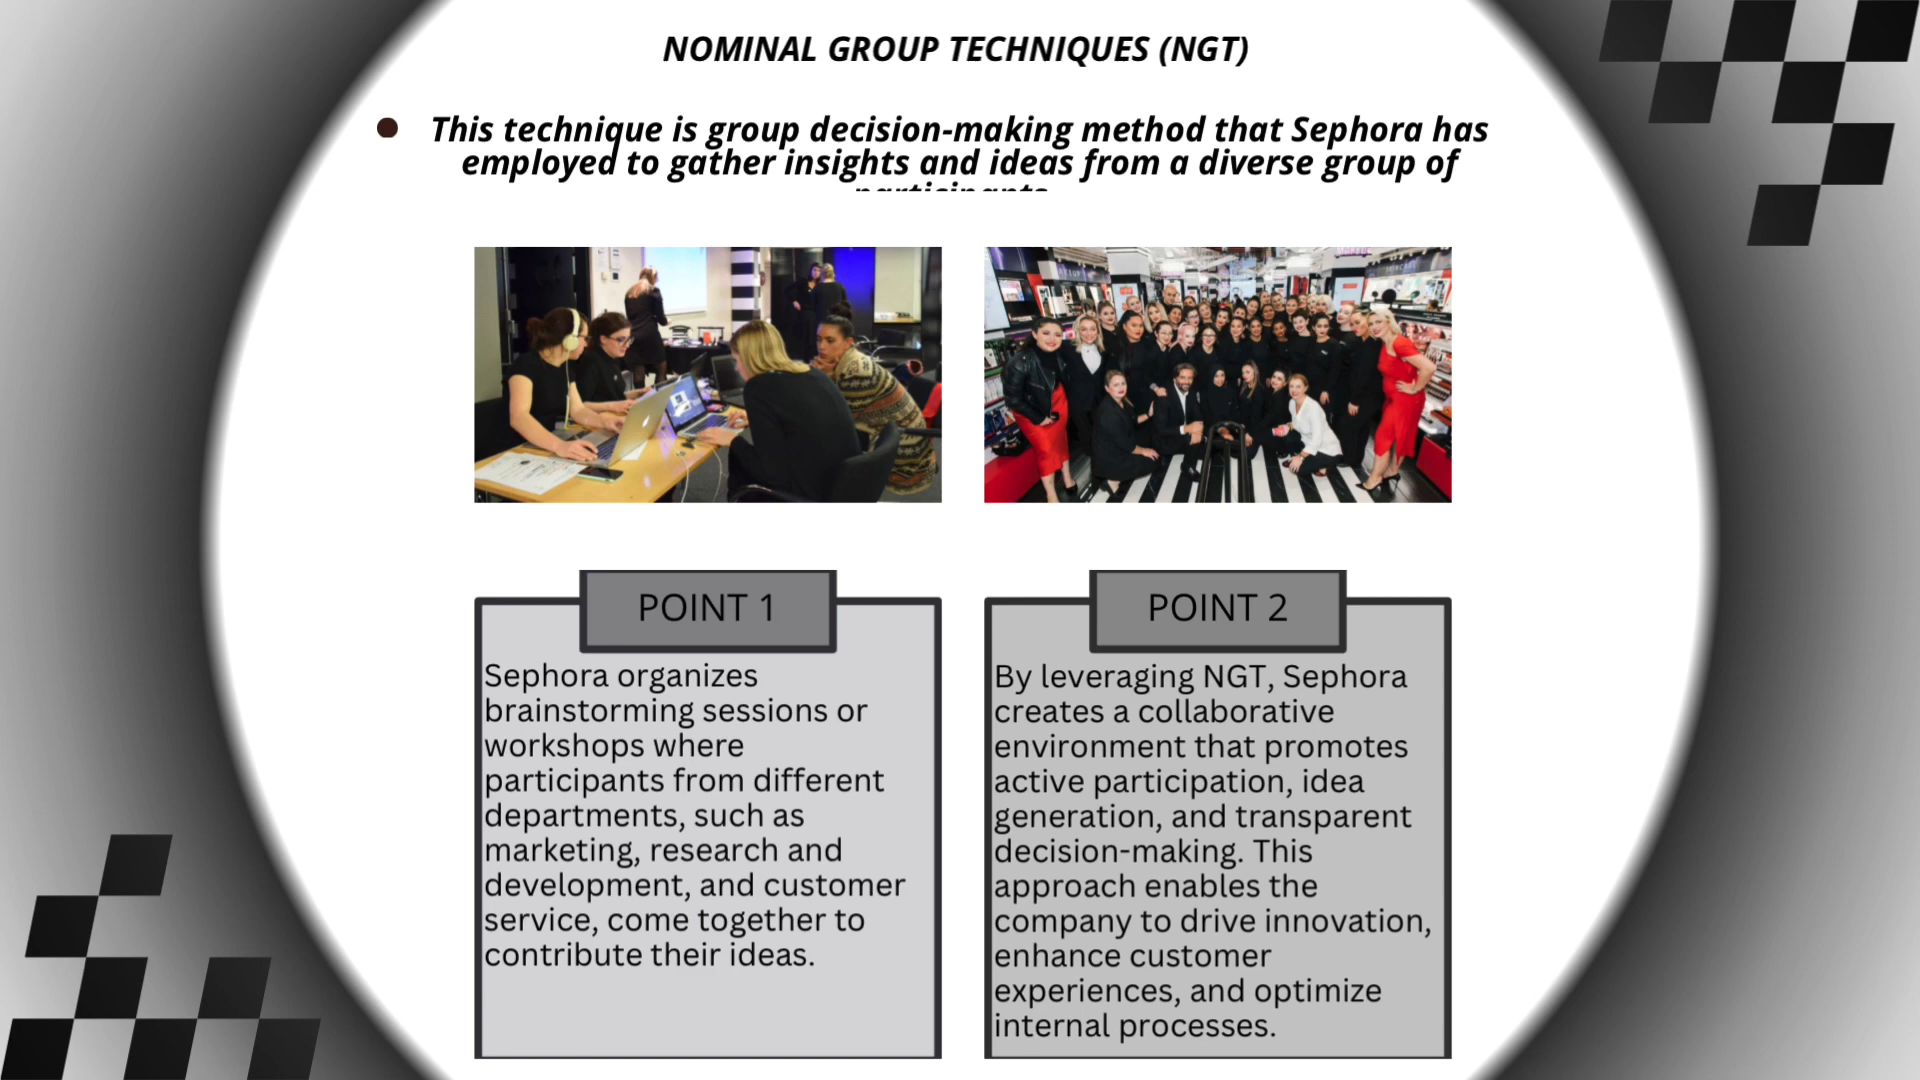 NOMINAL GROUP TECHNIQUES (NGT)
This technique is group decision-making method that Sephora has
employed to gather insights and ideas from a diverse group of
participants
POINT 1
Sephora organizes
brainstorming sessions or
workshops where
participants from different
departments, such as
marketing, research and
development, and customer
service, come together to
contribute their ideas.
POINT 2
By leveraging NGT, Sephora
creates a collaborative
environment that promotes
active participation, idea
generation, and transparent
decision-making. This
approach enables the
company to drive innovation,
enhance customer
experiences, and optimize
internal processes.